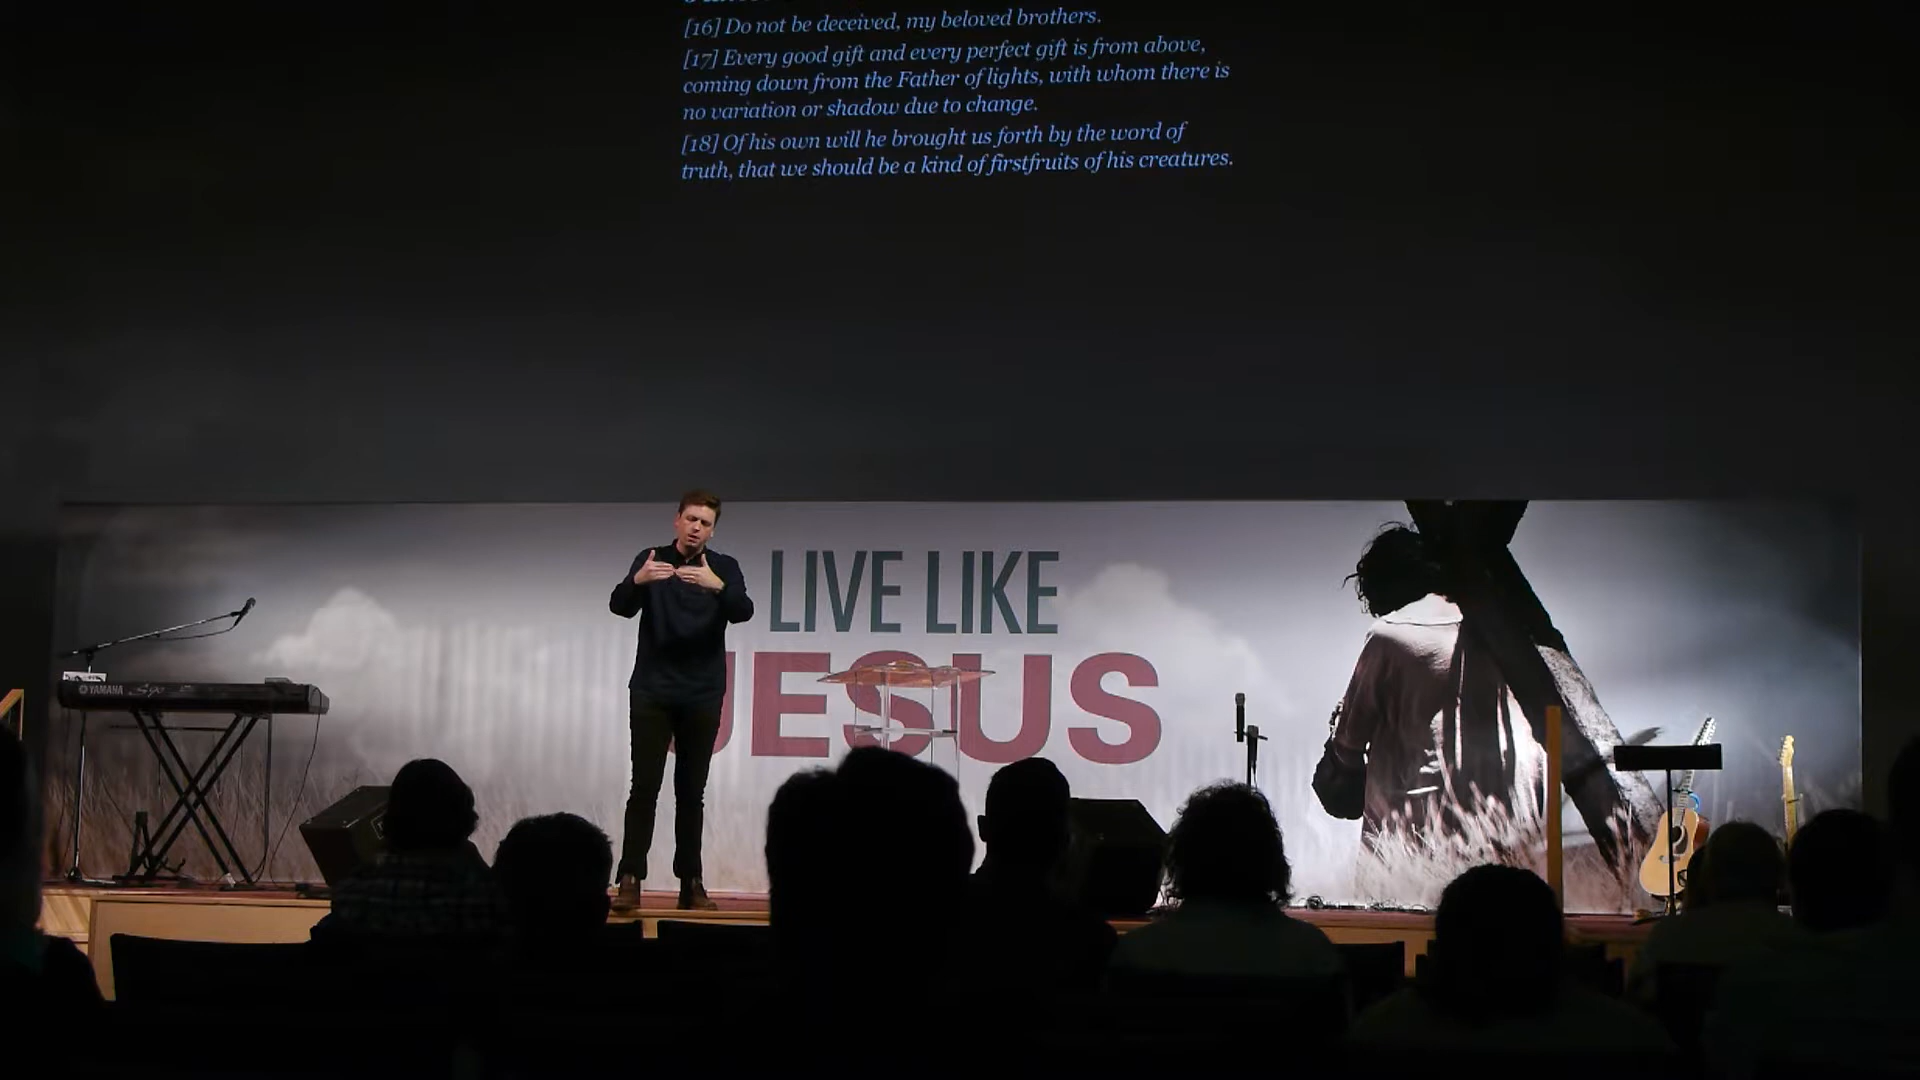 [16] Do not be deceived, my beloved brothers.
[17] Every good gift and every perfect gift is from above,
coming down from the Father of lights, with whom there is
no variation or shadow due to change.
[18] Of his own will he brought us forth by the word of
truth, that we should be a kind of firstfruits of his creatures.
LIVE LIKE
JESUS
YAMAHA S90